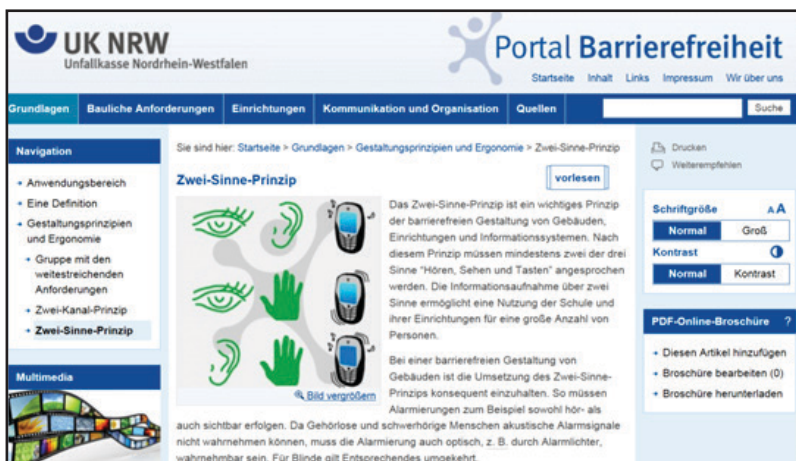 UK NRW
Unfallkasse Nordrhein-Westfalen
Portal Barrierefreiheit
Startseite Inhalt Links Impressum Wir über uns
Grundlagen Bauliche Anforderungen Einrichtungen Kommunikation und Organisation Quellen Suche
Navigation
Anwendungsbereich
Eine Definition
Gestaltungsprinzipien
und Ergonomie
Gruppe mit den
weitestreichenden
Anforderungen
Zwei-Kanal-Prinzip
Zwei-Sinne-Prinzip
Multimedia
Sie sind hier: Startseite > Grundlagen > Gestaltungsprinzipien und Ergonomie > Zwei-Sinne-Prinzip
Zwei-Sinne-Prinzip
vorlesen
Bild vergrößern
Das Zwei-Sinne-Prinzip ist ein wichtiges Prinzip
der barrierefreien Gestaltung von Gebäuden,
Einrichtungen und Informationssystemen. Nach
diesem Prinzip müssen mindestens zwei der drei
Sinne "Hören, Sehen und Tasten" angesprochen
werden. Die Informationsaufnahme über zwei
Sinne ermöglicht eine Nutzung der Schule und
ihrer Einrichtungen für eine große Anzahl von
Personen.
Bei einer barrierefreien Gestaltung von
Gebäuden ist die Umsetzung des Zwei-Sinne-
Prinzips konsequent einzuhalten. So müssen
Alarmierungen zum Beispiel sowohl hör- als
auch sichtbar erfolgen. Da Gehörlose und schwerhörige Menschen akustische Alarmsignale
nicht wahrnehmen können, muss die Alarmierung auch optisch, z. B. durch Alarmlichter,
wahrnehmbar sein. Für Blinde gilt Entsprechendes umgekehrt.
Drucken
Weiterempfehlen
Schriftgröße AA
Normal Groß
Kontrast
Normal Kontrast
PDF-Online-Broschüre ?
Diesen Artikel hinzufügen
Broschüre bearbeiten (0)
Broschüre herunterladen